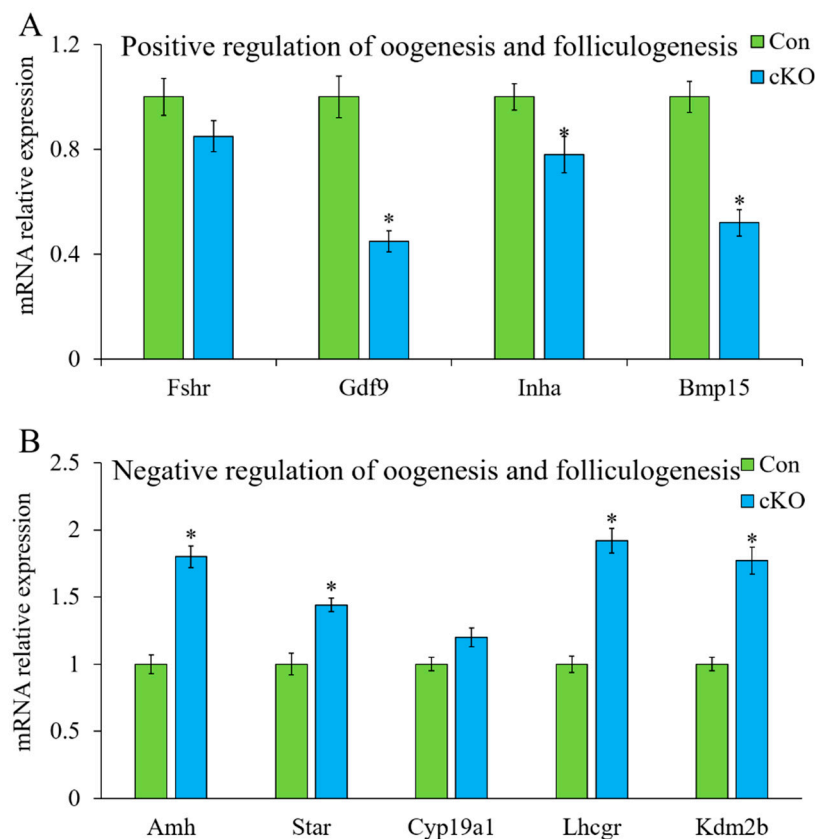 A
Positive regulation of oogenesis and folliculogenesis
Con
cKO
mRNA relative expression
1.2
0.8
0.4
0
*
*
*
Fshr Gdf9 Inha Bmp15
B
Negative regulation of oogenesis and folliculogenesis
Con
cKO
mRNA relative expression
2.5
2
1.5
1
0.5
0
*
*
*
*
Amh Star Cyp19a1 Lhcgr Kdm2b